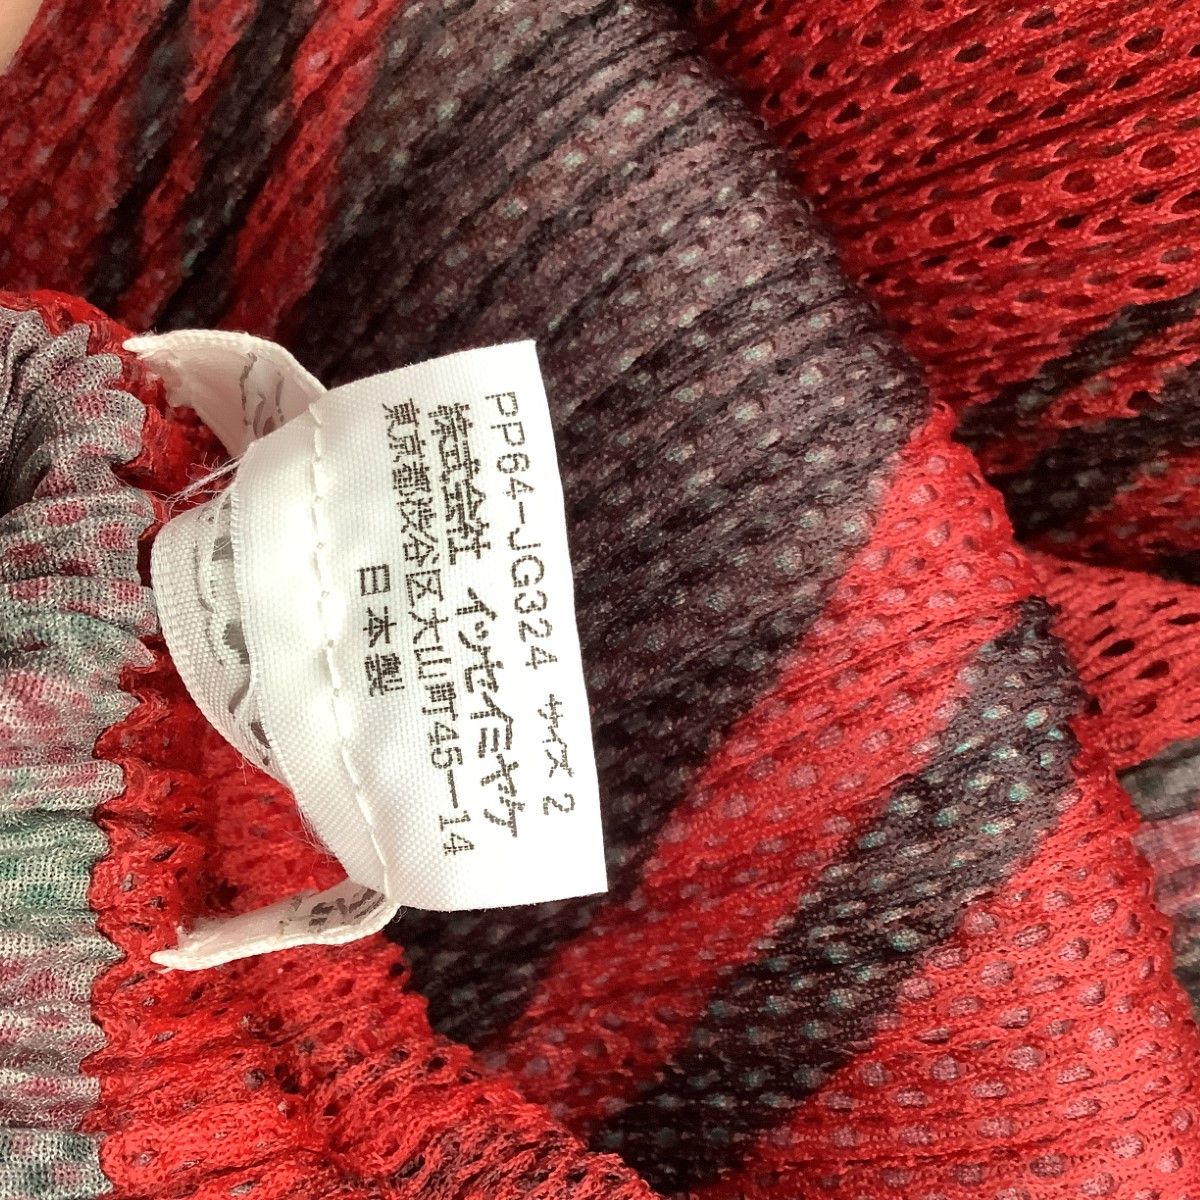 PP64-JG324 サイズ 2
株式会社 イッセイミヤケ
東京都渋谷区大山町45-14
日本製